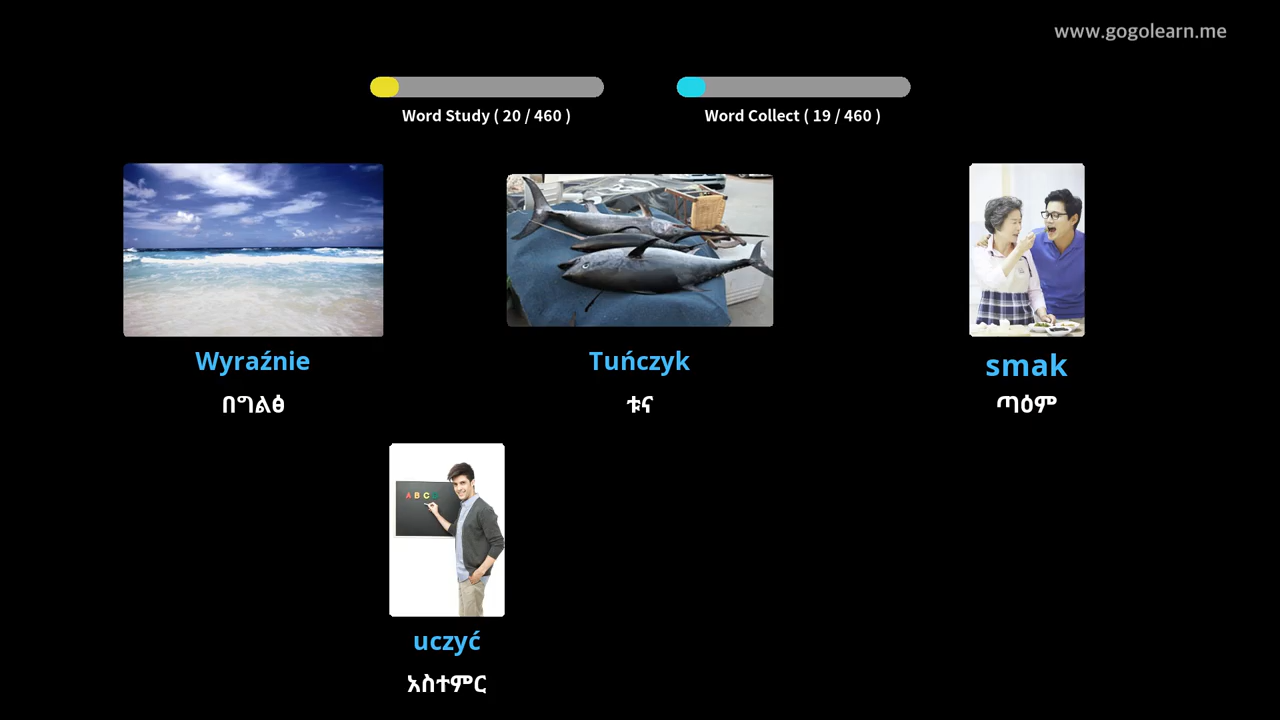 www.gogolearn.me
Word Study ( 20 / 460 )
Word Collect ( 19 / 460 )
Wyraźnie
Tuńczyk
smak
በግልፅ
ቱና
ጣዕም
A B C D
uczyć
አስተምር